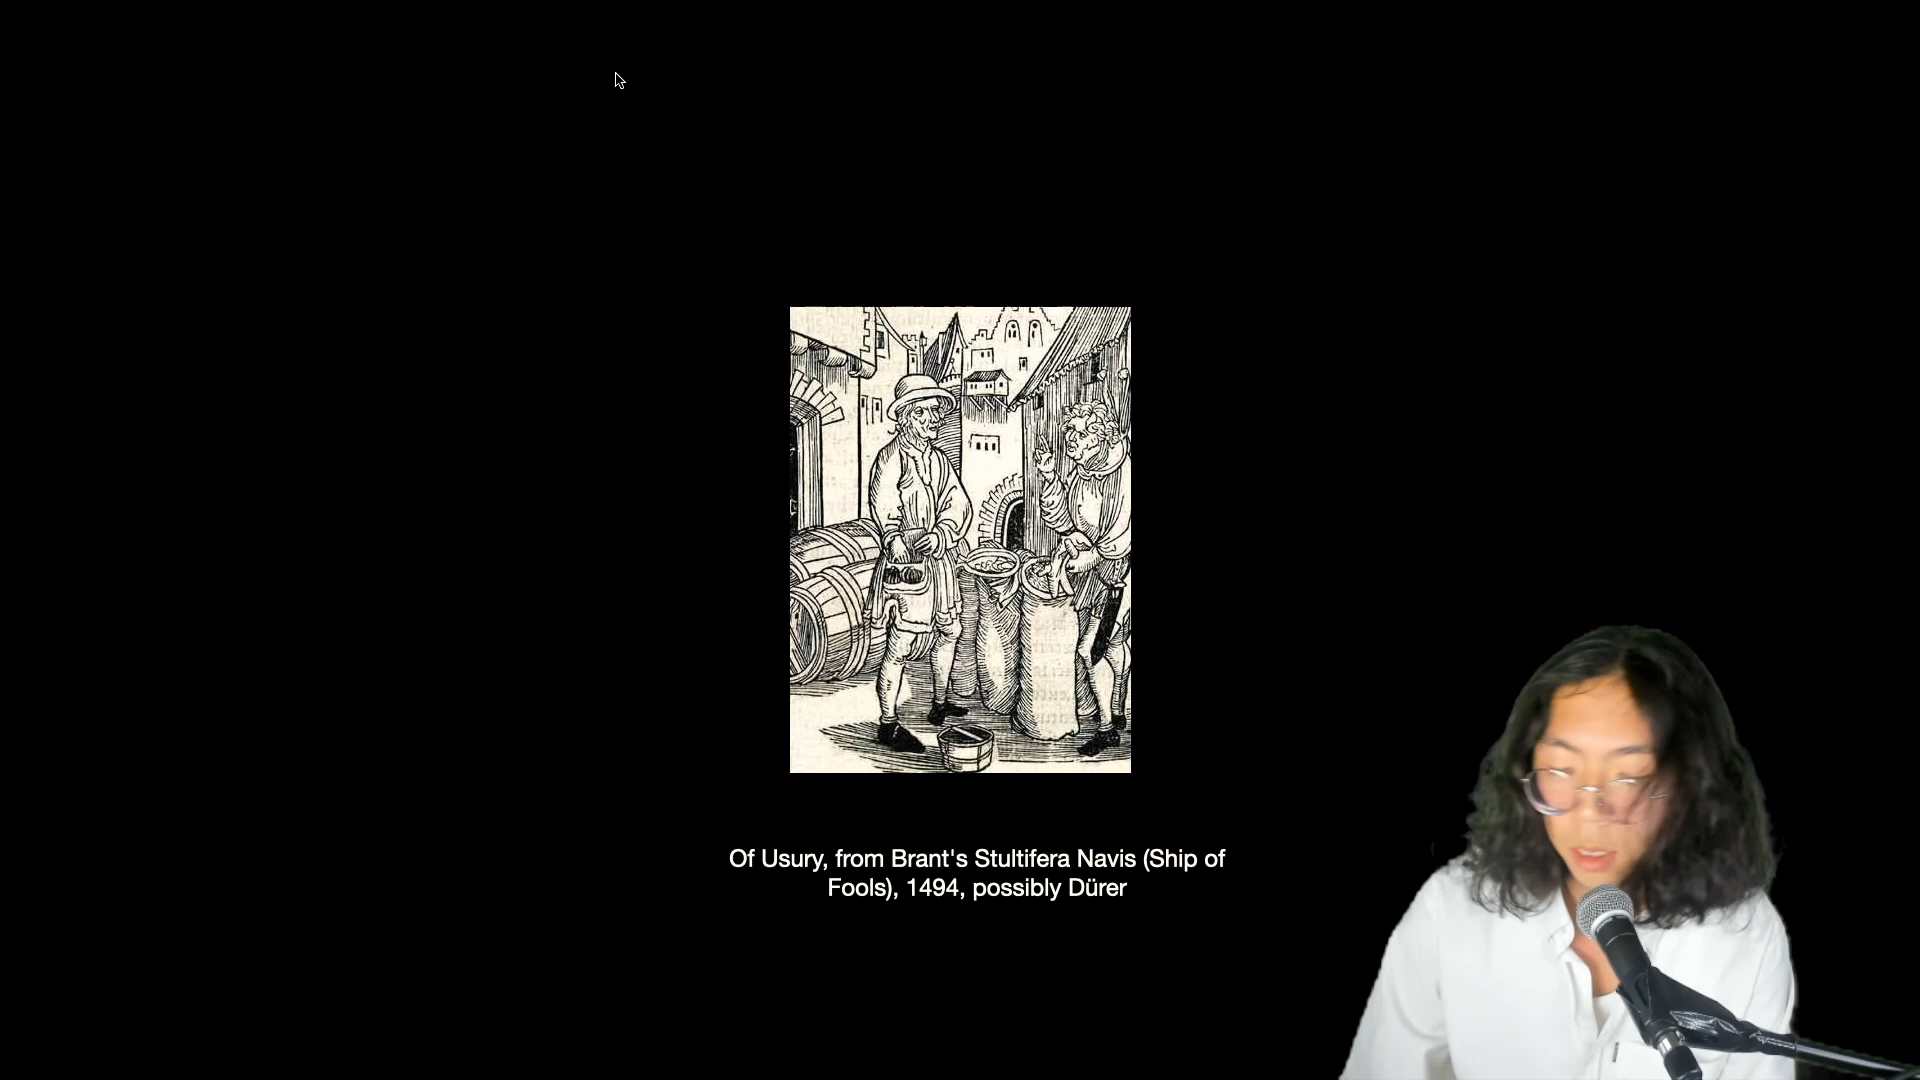 Of Usury, from Brant's Stultifera Navis (Ship of
Fools), 1494, possibly Dürer